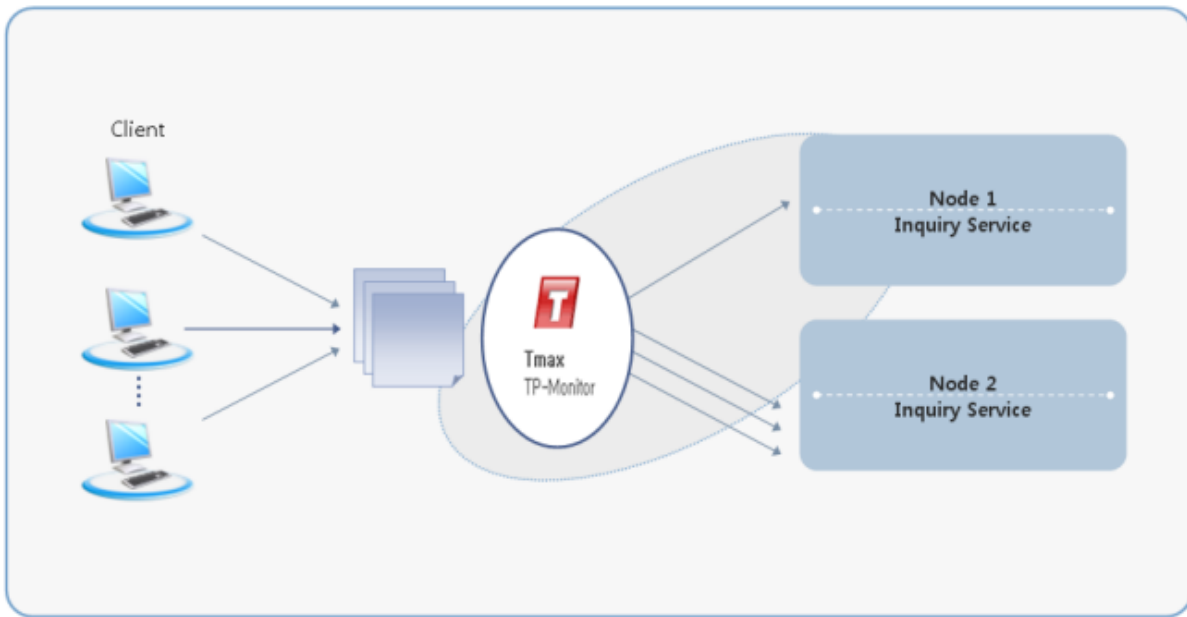 Client
T
Tmax
TP-Monitor
Node 1
Inquiry Service
Node 2
Inquiry Service